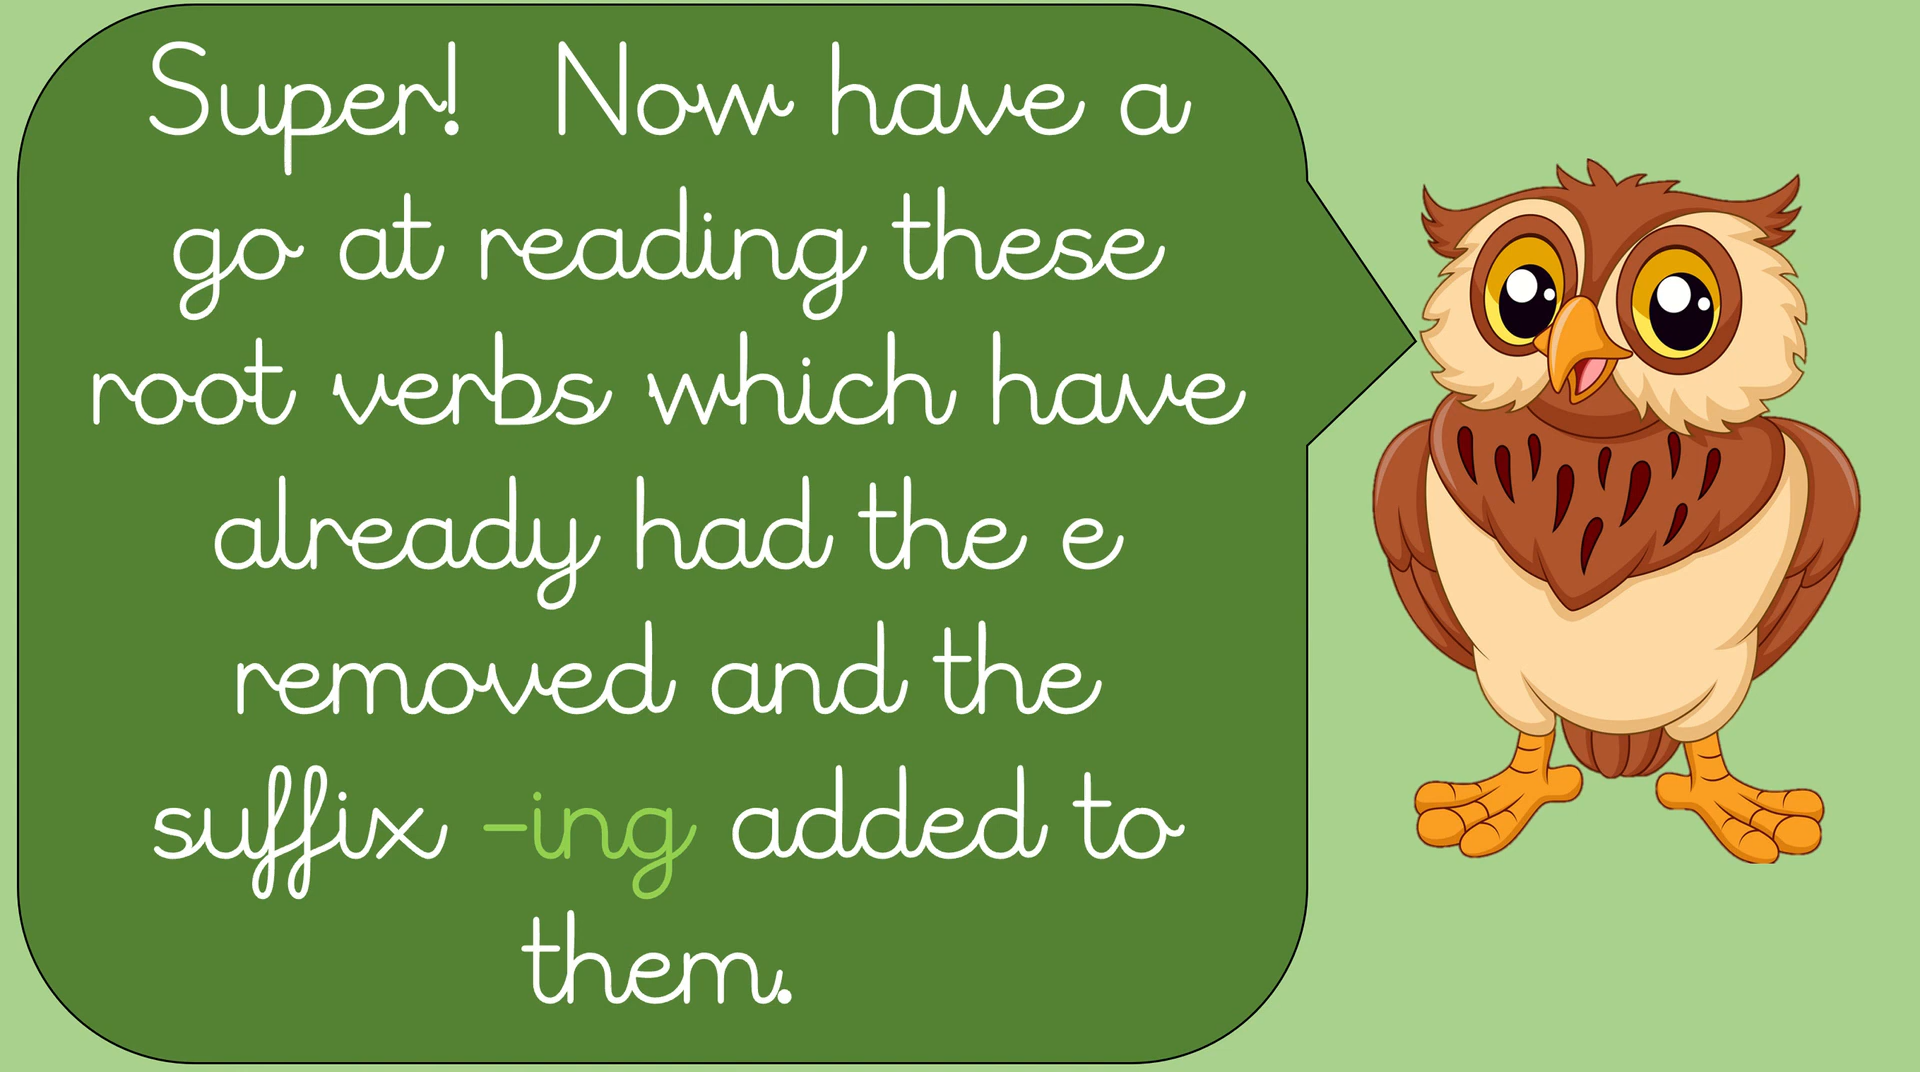 Super!  Now have a
go at reading these
root verbs which have
already had the e
removed and the
suffix -ing added to
them.